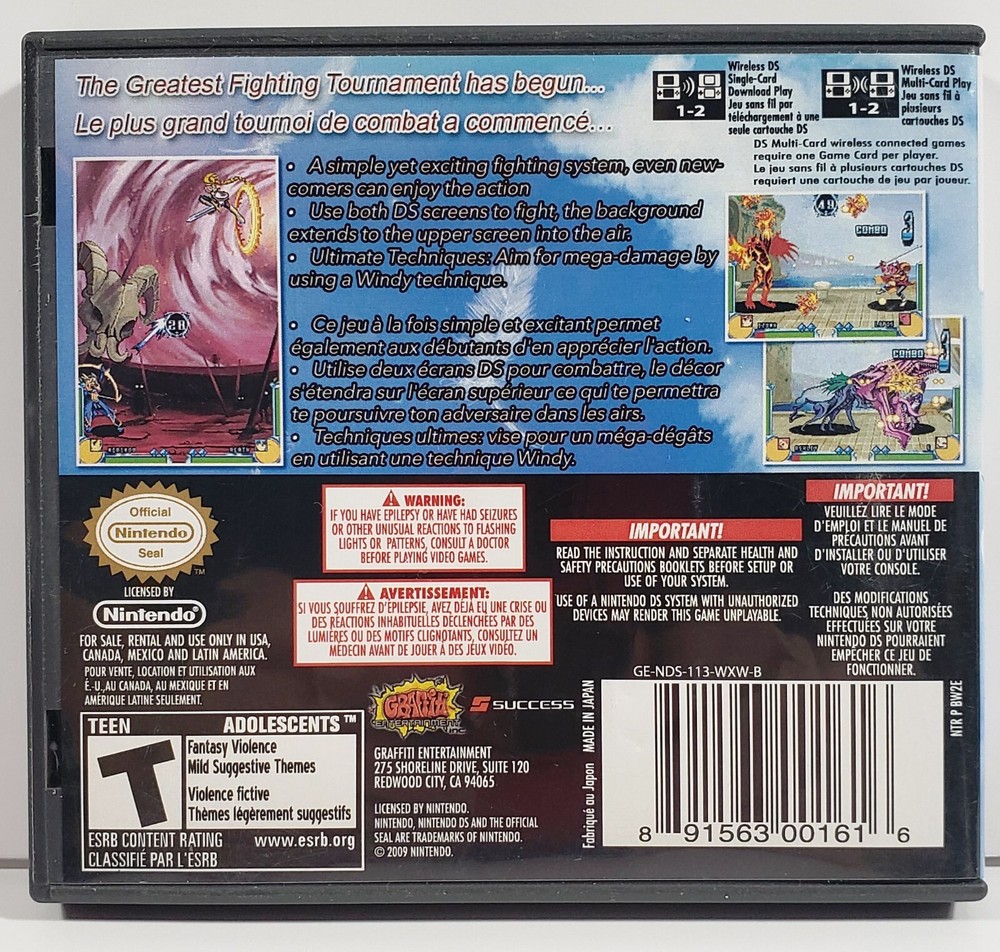 The Greatest Fighting Tournament has begun...
Le plus grand tournoi de combat a commencé...
Wireless DS
Single-Card
Download Play
Jeu sans fil par
téléchargement à une
seule cartouche DS
1-2
Wireless DS
Multi-Card Play
Jeu sans fil à
plusieurs
cartouches DS
1-2
DS Multi-Card wireless connected games
require one Game Card per player.
Le jeu sans fil à plusieurs cartouches DS
requiert une cartouche de jeu par joueur.
• A simple yet exciting fighting system, even new-
comers can enjoy the action
• Use both DS screens to fight, the background
extends to the upper screen into the air.
• Ultimate Techniques: Aim for mega-damage by
using a Windy technique.
• Ce jeu à la fois simple et excitant permet
également aux débutants d'en apprécier l'action.
• Utilise deux écrans DS pour combattre, le décor
s'étendra sur l'écran supérieur ce qui te permettra
te poursuivre ton adversaire dans les airs.
• Techniques ultimes: vise pour un méga-dégâts
en utilisant une technique Windy.
28
49
COMBO 3
COMBO
Official
Nintendo
Seal
TM
LICENSED BY
Nintendo®
FOR SALE, RENTAL AND USE ONLY IN USA,
CANADA, MEXICO AND LATIN AMERICA.
POUR VENTE, LOCATION ET UTILISATION AUX
É.-U.,AU CANADA, AU MEXIQUE ET EN
AMÉRIQUE LATINE SEULEMENT.
WARNING:
IF YOU HAVE EPILEPSY OR HAVE HAD SEIZURES
OR OTHER UNUSUAL REACTIONS TO FLASHING
LIGHTS OR PATTERNS, CONSULT A DOCTOR
BEFORE PLAYING VIDEO GAMES.
AVERTISSEMENT:
SI VOUS SOUFFREZ D'ÉPILEPSIE, AVEZ DÉJÀ EU UNE CRISE OU
DES RÉACTIONS INHABITUELLES DÉCLENCHÉES PAR DES
LUMIÈRES OU DES MOTIFS CLIGNOTANTS, CONSULTEZ UN
MÉDECIN AVANT DE JOUER À DES JEUX VIDÉO.
IMPORTANT!
READ THE INSTRUCTION AND SEPARATE HEALTH AND
SAFETY PRECAUTIONS BOOKLETS BEFORE SETUP OR
USE OF YOUR SYSTEM.
USE OF A NINTENDO DS SYSTEM WITH UNAUTHORIZED
DEVICES MAY RENDER THIS GAME UNPLAYABLE.
IMPORTANT!
VEUILLEZ LIRE LE MODE
D'EMPLOI ET LE MANUEL DE
PRÉCAUTIONS AVANT
D'INSTALLER OU D'UTILISER
VOTRE CONSOLE.
DES MODIFICATIONS
TECHNIQUES NON AUTORISÉES
EFFECTUÉES SUR VOTRE
NINTENDO DS POURRAIENT
EMPÊCHER CE JEU DE
FONCTIONNER.
TEEN ADOLESCENTS ™
T
Fantasy Violence
Mild Suggestive Themes
Violence fictive
Thèmes légèrement suggestifs
ESRB CONTENT RATING www.esrb.org
CLASSIFIÉ PAR L'ESRB
GRAFFITI
ENTERTAINMENT
INC
SUCCESS
GRAFFITI ENTERTAINMENT
275 SHORELINE DRIVE, SUITE 120
REDWOOD CITY, CA 94065
LICENSED BY NINTENDO.
NINTENDO, NINTENDO DS AND THE OFFICIAL
SEAL ARE TRADEMARKS OF NINTENDO.
© 2009 NINTENDO.
GE-NDS-113-WXW-B
Fabriqué au Japon MADE IN JAPAN
NTR P BW2E
8 91563 00161 6